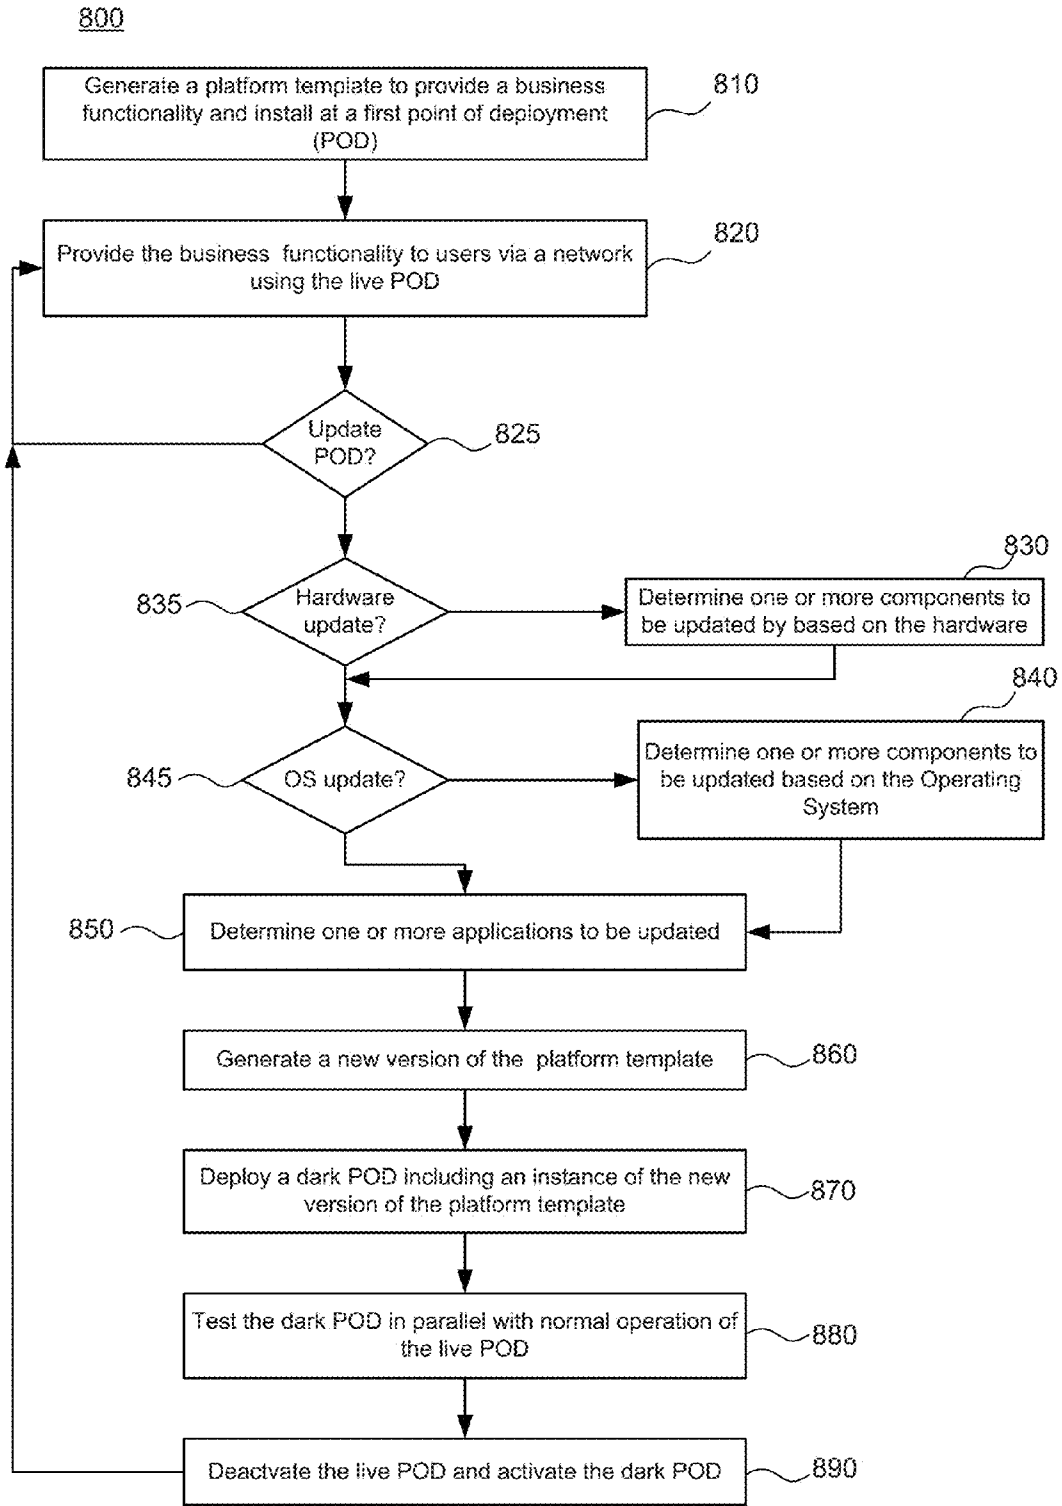 800
Generate a platform template to provide a business
functionality and install at a first point of deployment
(POD)
810
Provide the business functionality to users via a network
using the live POD
820
Update
POD?
825
Hardware
update?
835
Determine one or more components to
be updated by based on the hardware
830
OS update?
845
Determine one or more components to
be updated based on the Operating
System
840
Determine one or more applications to be updated
850
Generate a new version of the platform template
860
Deploy a dark POD including an instance of the new
version of the platform template
870
Test the dark POD in parallel with normal operation of
the live POD
880
Deactvate the live POD and activate the dark POD
890